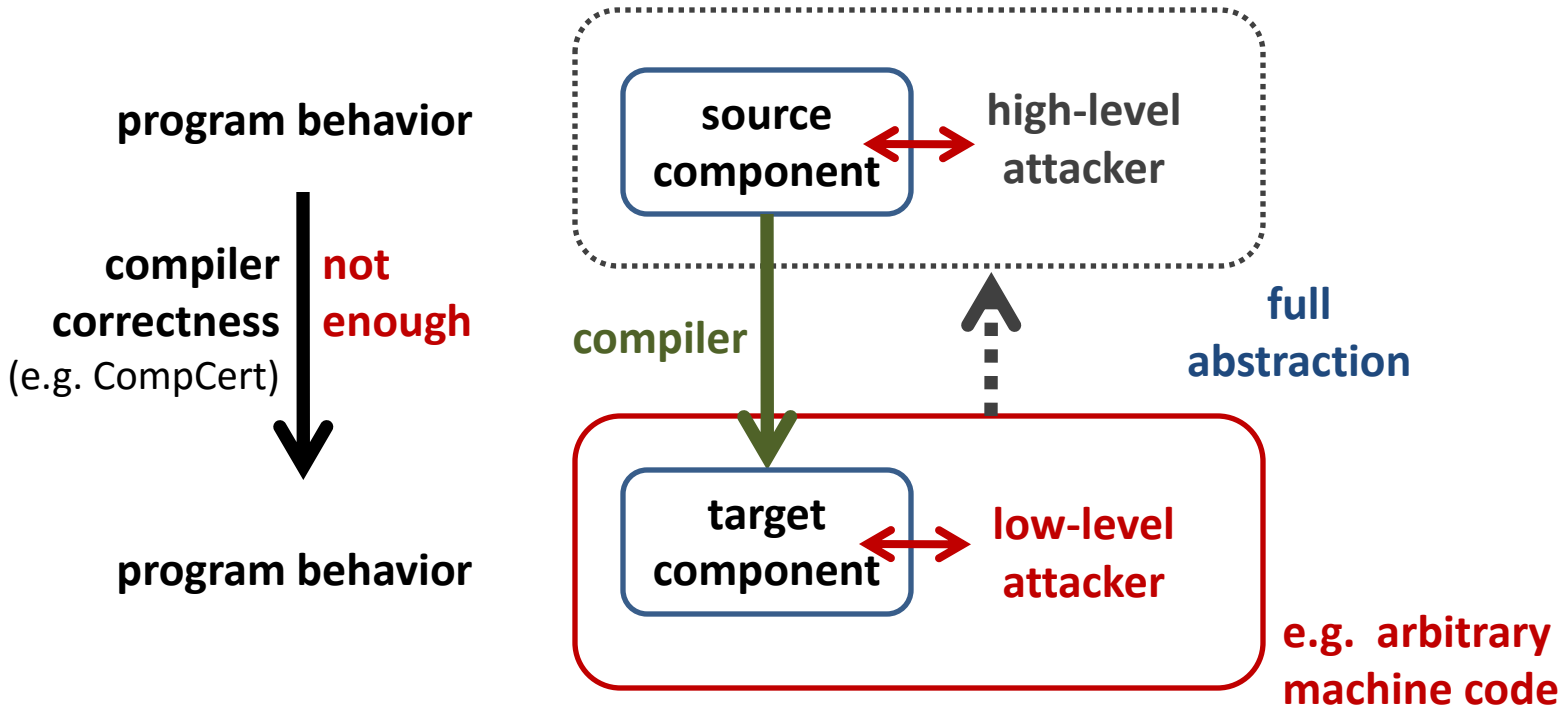 program behavior
compiler
correctness
(e.g. CompCert)
not
enough
program behavior
source
component
high-level
attacker
compiler
full
abstraction
target
component
low-level
attacker
e.g. arbitrary
machine code